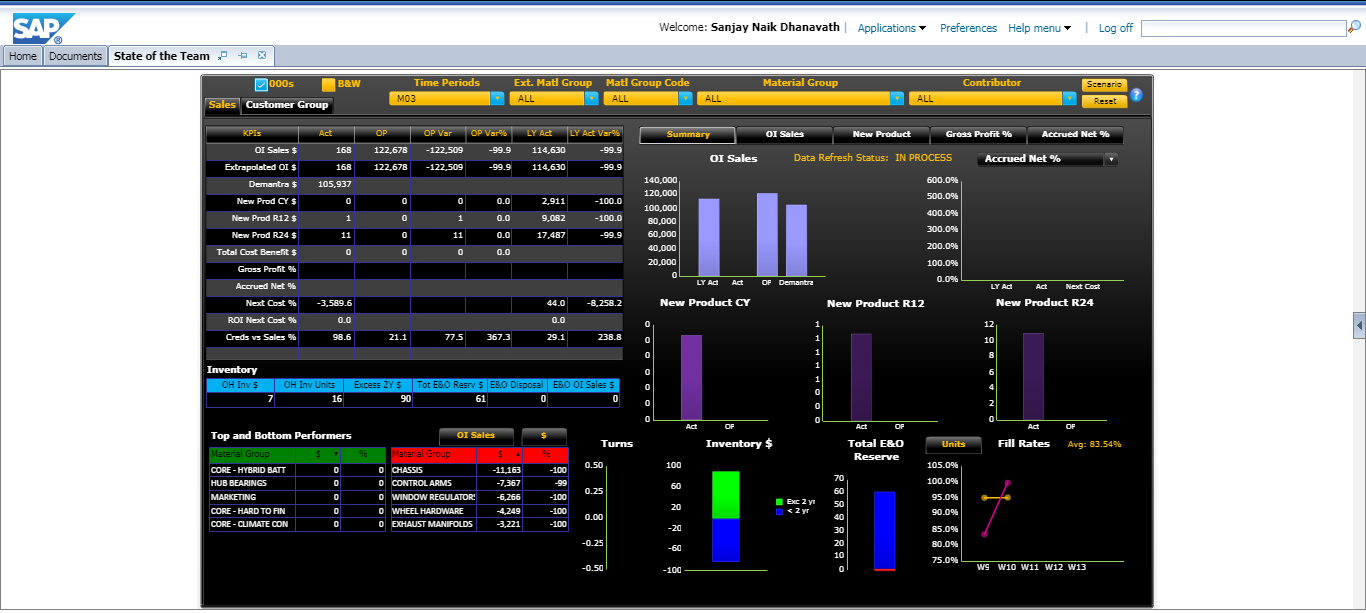 SAP ®
Welcome: Sanjay Naik Dhanavath | Applications Preferences Help menu | Log off
Home Documents State of the Team
000s B&W Time Periods Ext. Matl Group Matl Group Code Material Group Contributor Scenario
M03 ALL ALL ALL ALL Reset ?
Sales Customer Group
KPIs Act OP OP Var OP Var% LY Act LY Act Var%
OI Sales $ 168 122,678 -122,509 -99.9 114,630 -99.9
Extrapolated OI $ 168 122,678 -122,509 -99.9 114,630 -99.9
Demantra $ 105,937
New Prod CY $ 0 0 0 0.0 2,911 -100.0
New Prod R12 $ 1 0 1 0.0 9,082 -100.0
New Prod R24 $ 11 0 11 0.0 17,487 -99.9
Total Cost Benefit $ 0 0 0 0.0
Gross Profit %
Accrued Net %
Next Cost % -3,589.6 44.0 -8,258.2
ROI Next Cost % 0.0 0.0
Creds vs Sales % 98.6 21.1 77.5 367.3 29.1 238.8
Inventory
OH Inv $ OH Inv Units Excess 2Y $ Tot E&O Resrv $ E&O Disposal E&O OI Sales $
7 16 90 61 0 0
Top and Bottom Performers OI Sales $
Material Group $ %
CORE - HYBRID BATT 0 0
HUB BEARINGS 0 0
MARKETING 0 0
CORE - HARD TO FIN 0 0
CORE - CLIMATE CON 0 0
Material Group $ %
CHASSIS -11,163 -100
CONTROL ARMS -7,367 -99
WINDOW REGULATORS -6,266 -100
WHEEL HARDWARE -4,249 -100
EXHAUST MANIFOLDS -3,221 -100
Summary OI Sales New Product Gross Profit % Accrued Net %
OI Sales Data Refresh Status: IN PROCESS Accrued Net %
140,000
120,000
100,000
80,000
60,000
40,000
20,000
0
LY Act Act OP Demantra
600.0%
500.0%
400.0%
300.0%
200.0%
100.0%
0.0%
LY Act Act Next Cost
New Product CY
0
0
0
0
0
0
0
Act OP
New Product R12
1
1
1
1
1
0
0
0
Act OP
New Product R24
12
10
8
6
4
2
0
Act OP
Turns
0.50
0.25
0.00
-0.25
-0.50
Inventory $
100
60
20
-20
-60
-100
Exc 2 yr
< 2 yr
Total E&O
Reserve
70
60
50
40
30
20
10
0
Units Fill Rates Avg: 83.54%
105.0%
100.0%
95.0%
90.0%
85.0%
80.0%
75.0%
W9 W10 W11 W12 W13